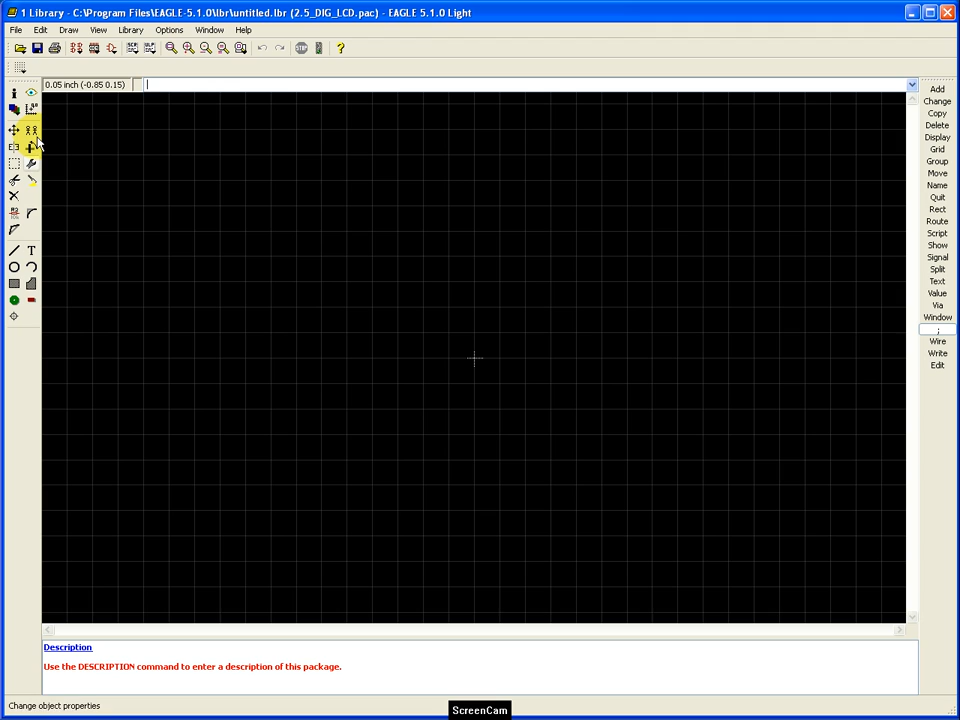 1 Library - C:\Program Files\EAGLE-5.1.0\lbr\untitled.lbr (2.5_DIG_LCD.pac) - EAGLE 5.1.0 Light
File Edit Draw View Library Options Window Help
STOP
0.05 inch (-0.85 0.15)
Add
Change
Copy
Delete
Display
Grid
Group
Move
Name
Quit
Rect
Route
Script
Show
Signal
Split
Text
Value
Via
Window
;
Wire
Write
Edit
Description
Use the DESCRIPTION command to enter a description of this package.
Change object properties
ScreenCam